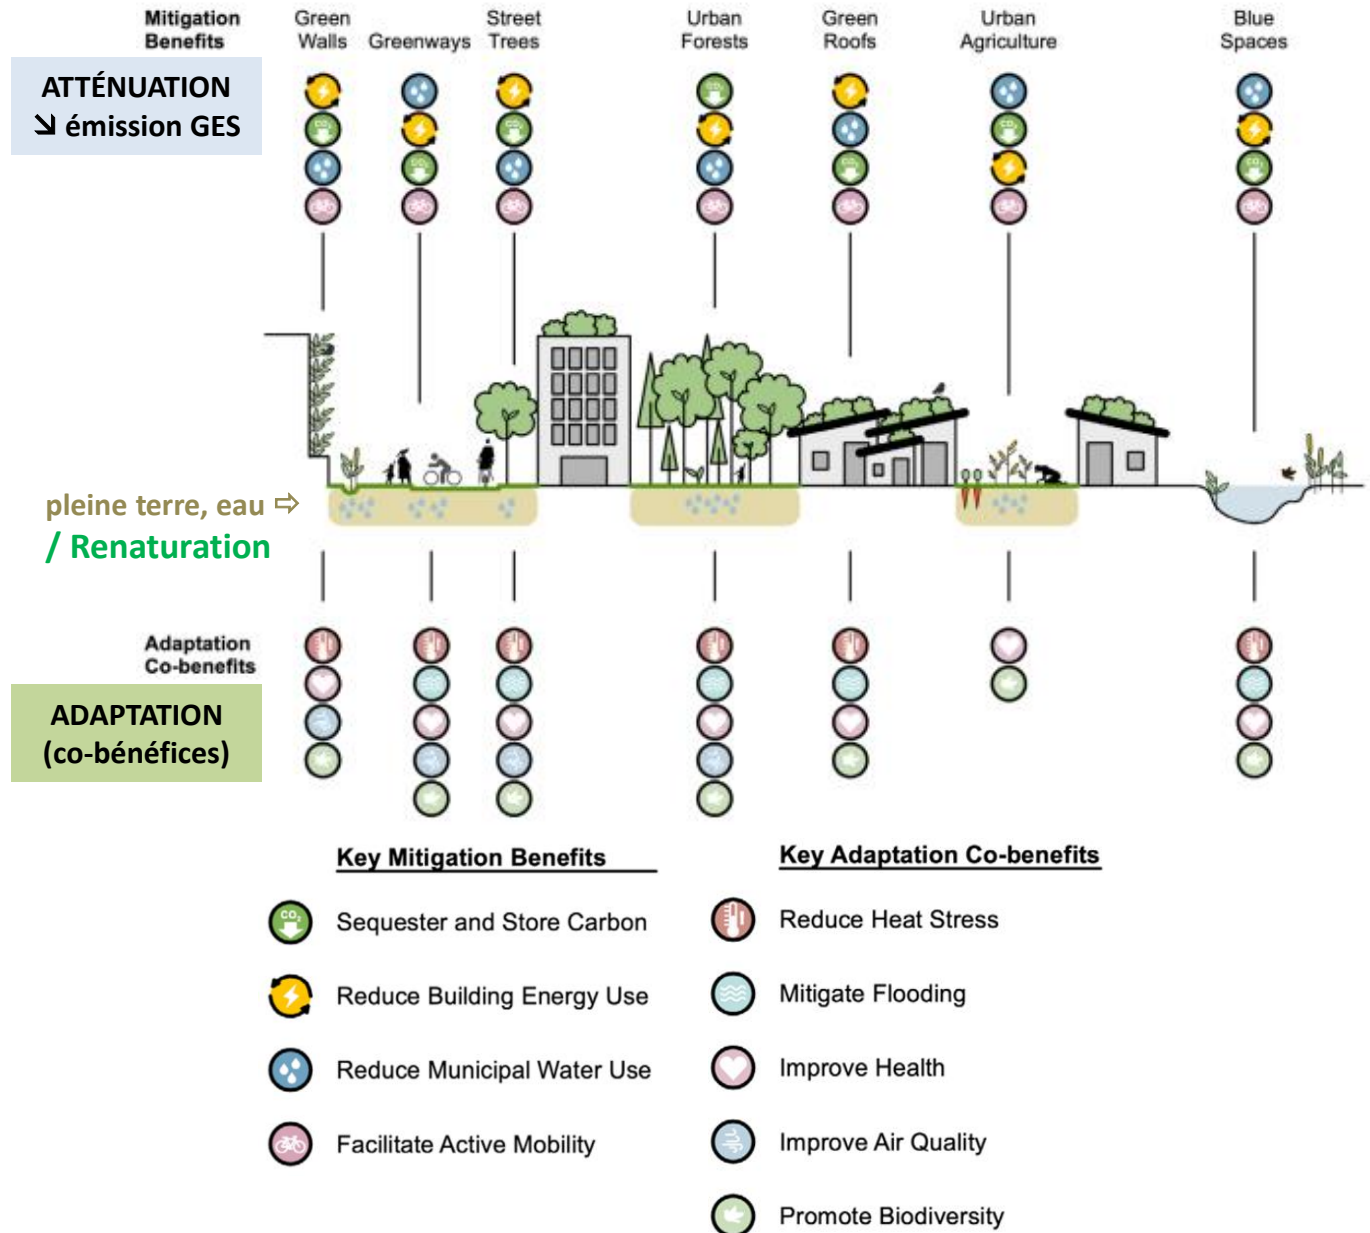 Mitigation
Benefits
Green
Walls
Greenways
Street
Trees
Urban
Forests
Green
Roofs
Urban
Agriculture
Blue
Spaces
ATTÉNUATION
↘ émission GES
pleine terre, eau ⇨
/ Renaturation
Adaptation
Co-benefits
ADAPTATION
(co-bénéfices)
Key Mitigation Benefits
CO₂
Sequester and Store Carbon
Reduce Building Energy Use
Reduce Municipal Water Use
Facilitate Active Mobility
Key Adaptation Co-benefits
Reduce Heat Stress
Mitigate Flooding
Improve Health
Improve Air Quality
Promote Biodiversity